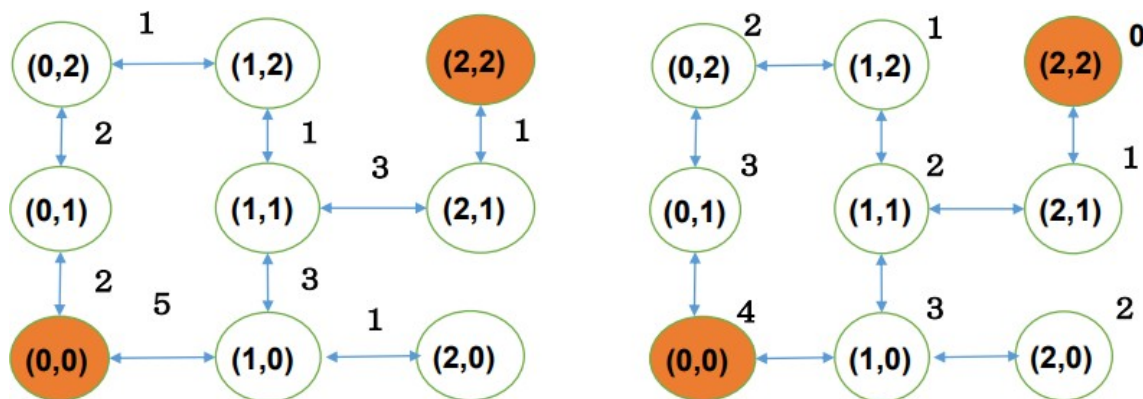 1 2 1 0
(0,2) (1,2) (2,2) (0,2) (1,2) (2,2)
2 1 1 3 2 1
3
(0,1) (1,1) (2,1) (0,1) (1,1) (2,1)
2 5 3 1 4 3 2
(0,0) (1,0) (2,0) (0,0) (1,0) (2,0)